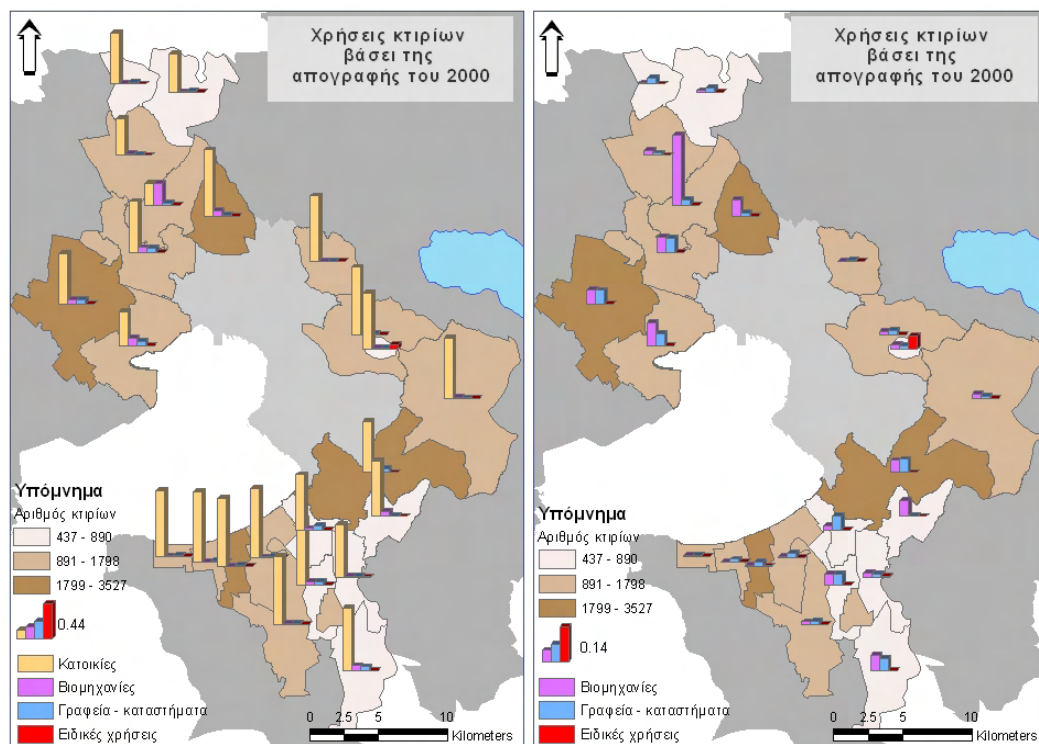 Χρήσεις κτιρίων
βάσει της
απογραφής του 2000
Υπόμνημα
Αριθμός κτιρίων
437 - 890
891 - 1798
1799 - 3527
0.44
Κατοικίες
Βιομηχανίες
Γραφεία - καταστήματα
Ειδικές χρήσεις
0 2.5 5 10
Kilometers
Χρήσεις κτιρίων
βάσει της
απογραφής του 2000
Υπόμνημα
Αριθμός κτιρίων
437 - 890
891 - 1798
1799 - 3527
0.14
Βιομηχανίες
Γραφεία - καταστήματα
Ειδικές χρήσεις
0 2.5 5 10
Kilometers